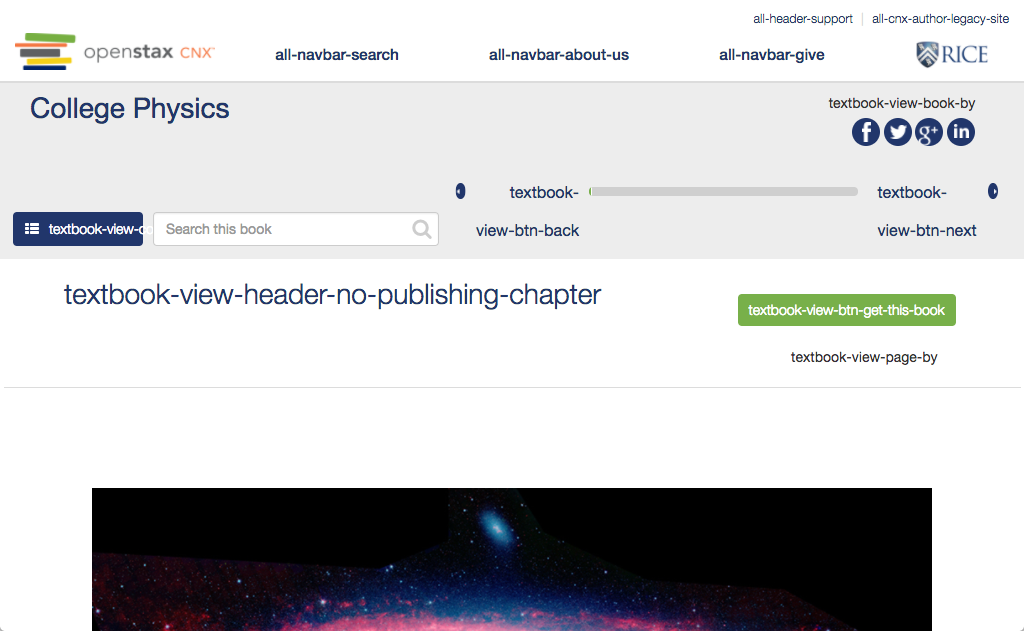 all-header-support all-cnx-author-legacy-site
openstax CNX
all-navbar-search all-navbar-about-us all-navbar-give
RICE
College Physics
textbook-view-book-by
f g+ in
textbook- textbook-
view-btn-back view-btn-next
textbook-view-co Search this book
textbook-view-header-no-publishing-chapter
textbook-view-btn-get-this-book
textbook-view-page-by